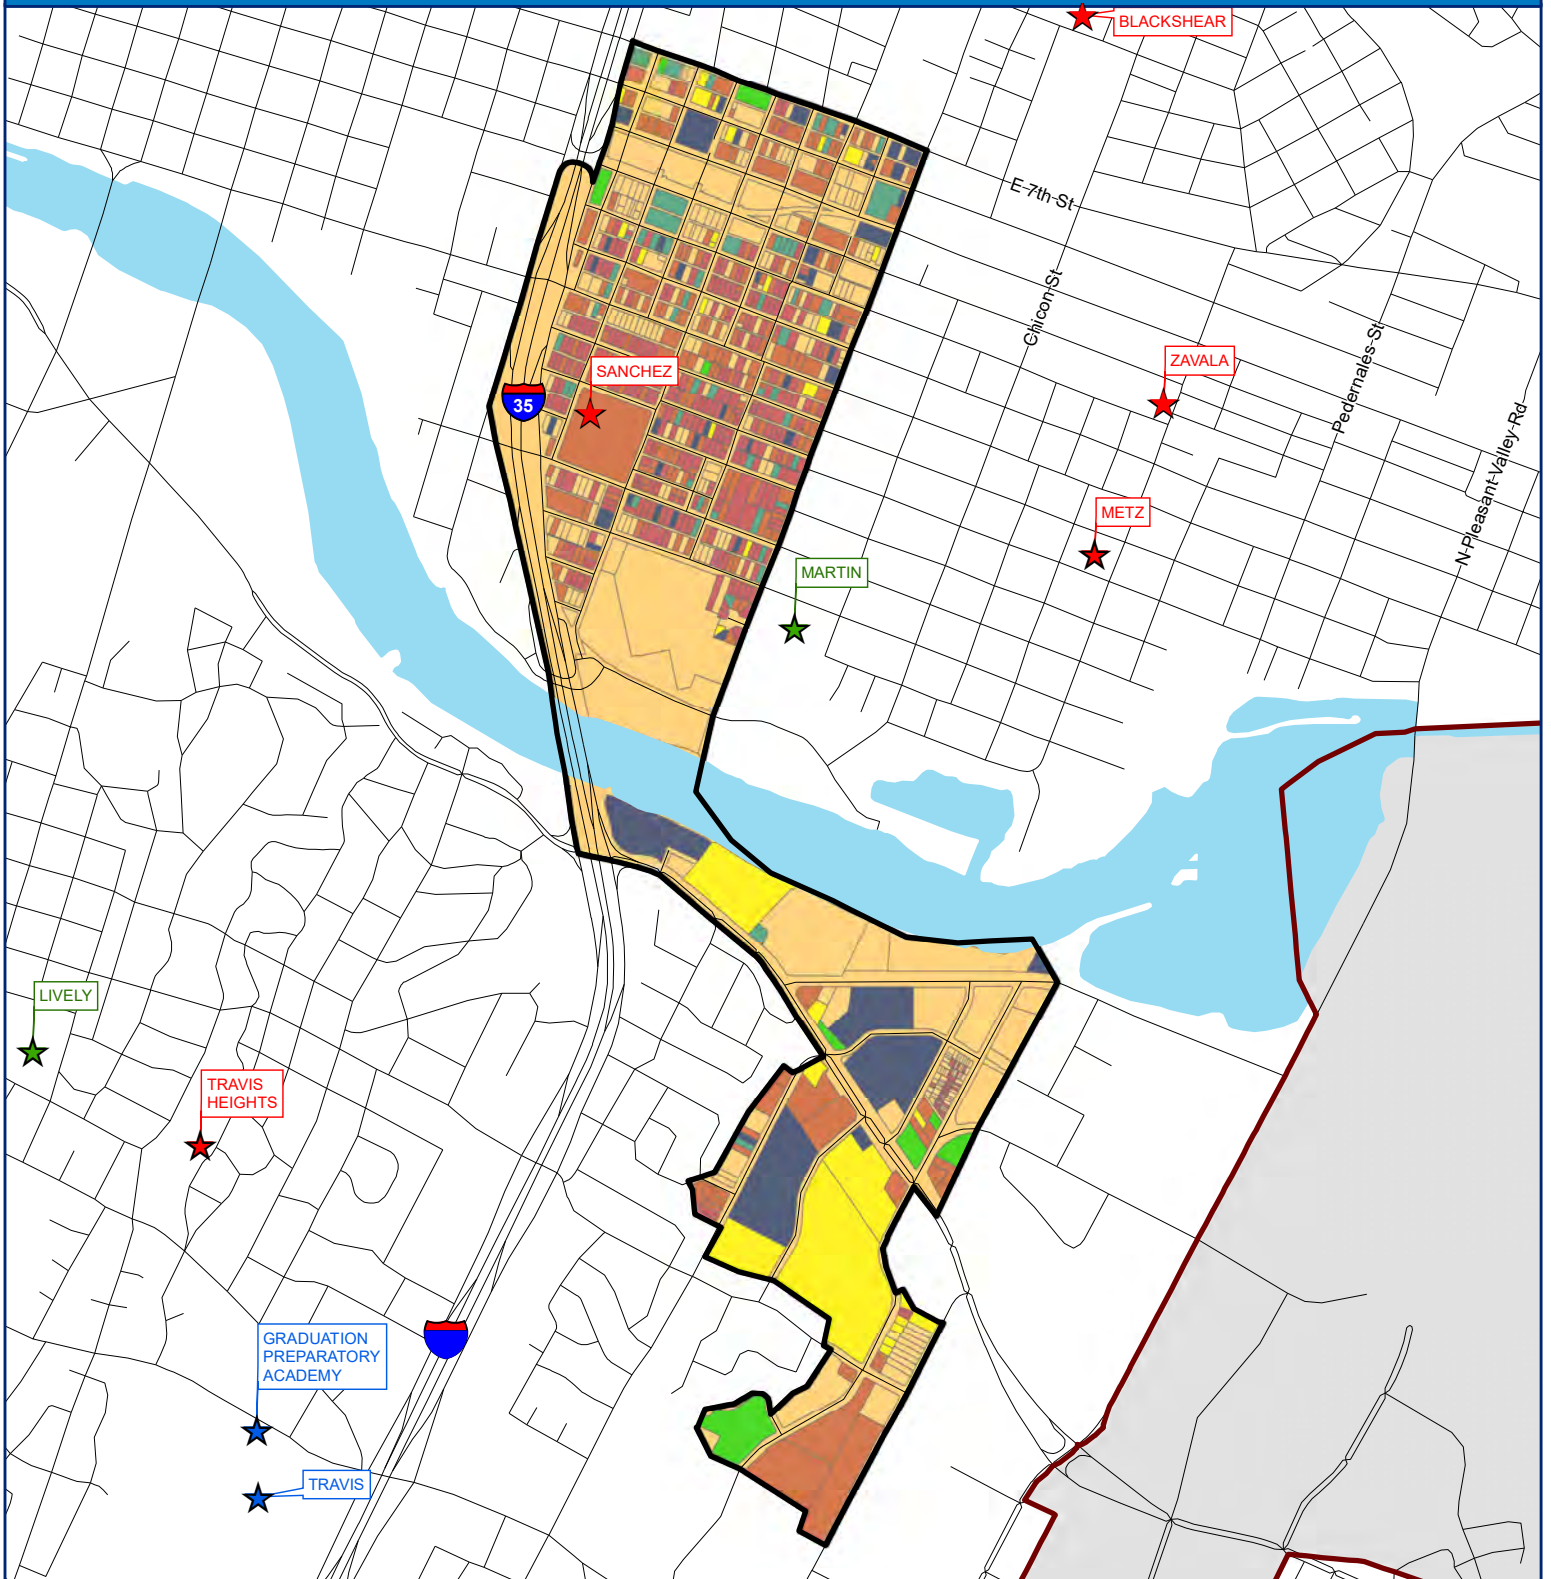 BLACKSHEAR
E 7th St
Chicon St
Pedernales St
N Pleasant Valley Rd
ZAVALA
SANCHEZ
35
METZ
MARTIN
LIVELY
TRAVIS
HEIGHTS
GRADUATION
PREPARATORY
ACADEMY
TRAVIS